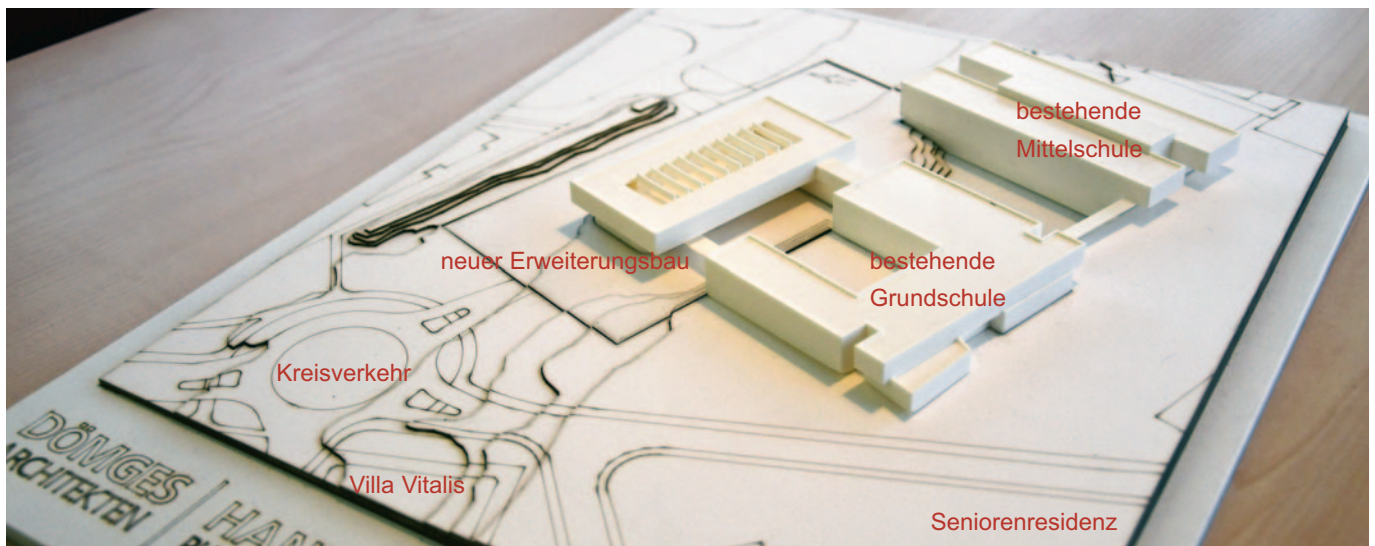 bestehende
Mittelschule
neuer Erweiterungsbau
bestehende
Grundschule
Kreisverkehr
Villa Vitalis
Seniorenresidenz
DÖMGES
ARCHITEKTEN